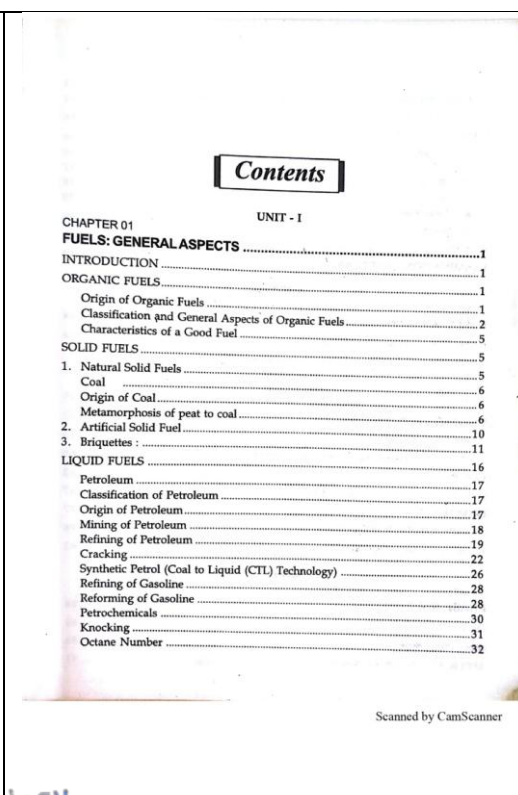 Contents
UNIT - I
CHAPTER 01
FUELS: GENERAL ASPECTS ........................................1
INTRODUCTION ........................................1
ORGANIC FUELS........................................1
Origin of Organic Fuels ........................................1
Classification and General Aspects of Organic Fuels........................................2
Characteristics of a Good Fuel ........................................5
SOLID FUELS........................................5
1. Natural Solid Fuels ........................................5
Coal ........................................6
Origin of Coal........................................6
Metamorphosis of peat to coal........................................6
2. Artificial Solid Fuel........................................10
3. Briquettes : ........................................11
LIQUID FUELS ........................................16
Petroleum ........................................17
Classification of Petroleum ........................................17
Origin of Petroleum........................................17
Mining of Petroleum ........................................18
Refining of Petroleum ........................................19
Cracking ........................................22
Synthetic Petrol (Coal to Liquid (CTL) Technology) ........................................26
Refining of Gasoline ........................................28
Reforming of Gasoline ........................................28
Petrochemicals ........................................30
Knocking ........................................31
Octane Number ........................................32
Scanned by CamScanner